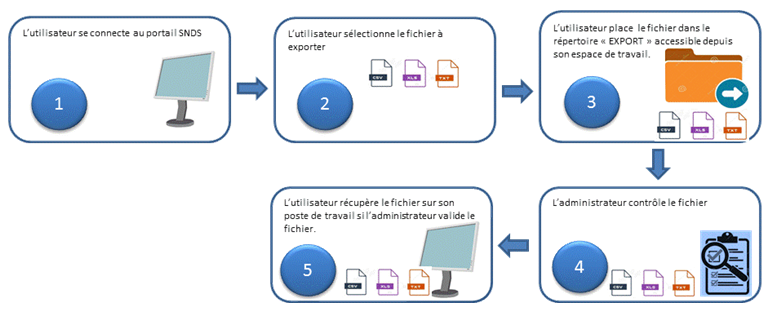 L'utilisateur se connecte au portail SNDS
1
L'utilisateur sélectionne le fichier à
exporter
CSV XLS TXT
2
L'utilisateur place le fichier dans le
répertoire « EXPORT » accessible depuis
son espace de travail.
3
CSV XLS TXT
L'administrateur contrôle le fichier
4
CSV XLS TXT
L'utilisateur récupère le fichier sur son
poste de travail si l'administrateur valide le
fichier.
5
CSV XLS TXT